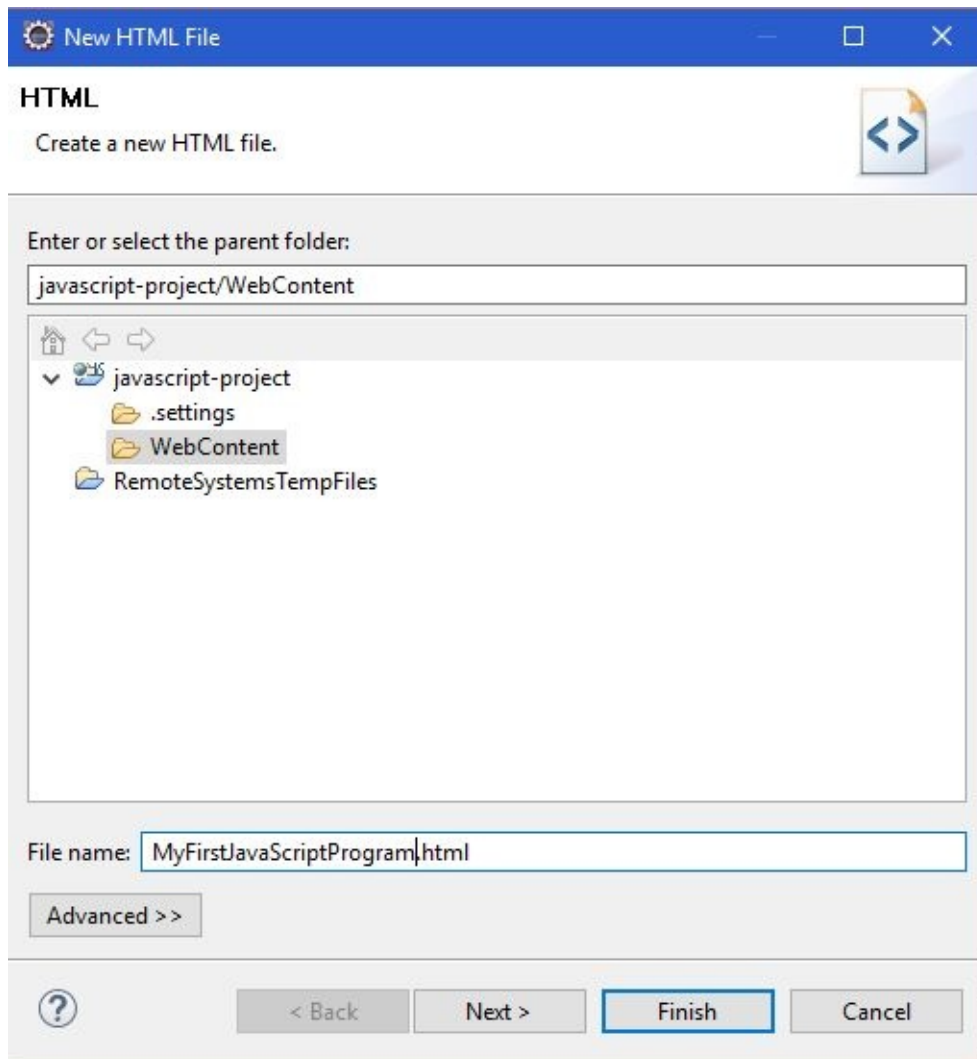 New HTML File
HTML
Create a new HTML file.
Enter or select the parent folder:
javascript-project/WebContent
javascript-project
.settings
WebContent
RemoteSystemsTempFiles
File name: MyFirstJavaScriptProgram.html
Advanced >>
< Back Next > Finish Cancel